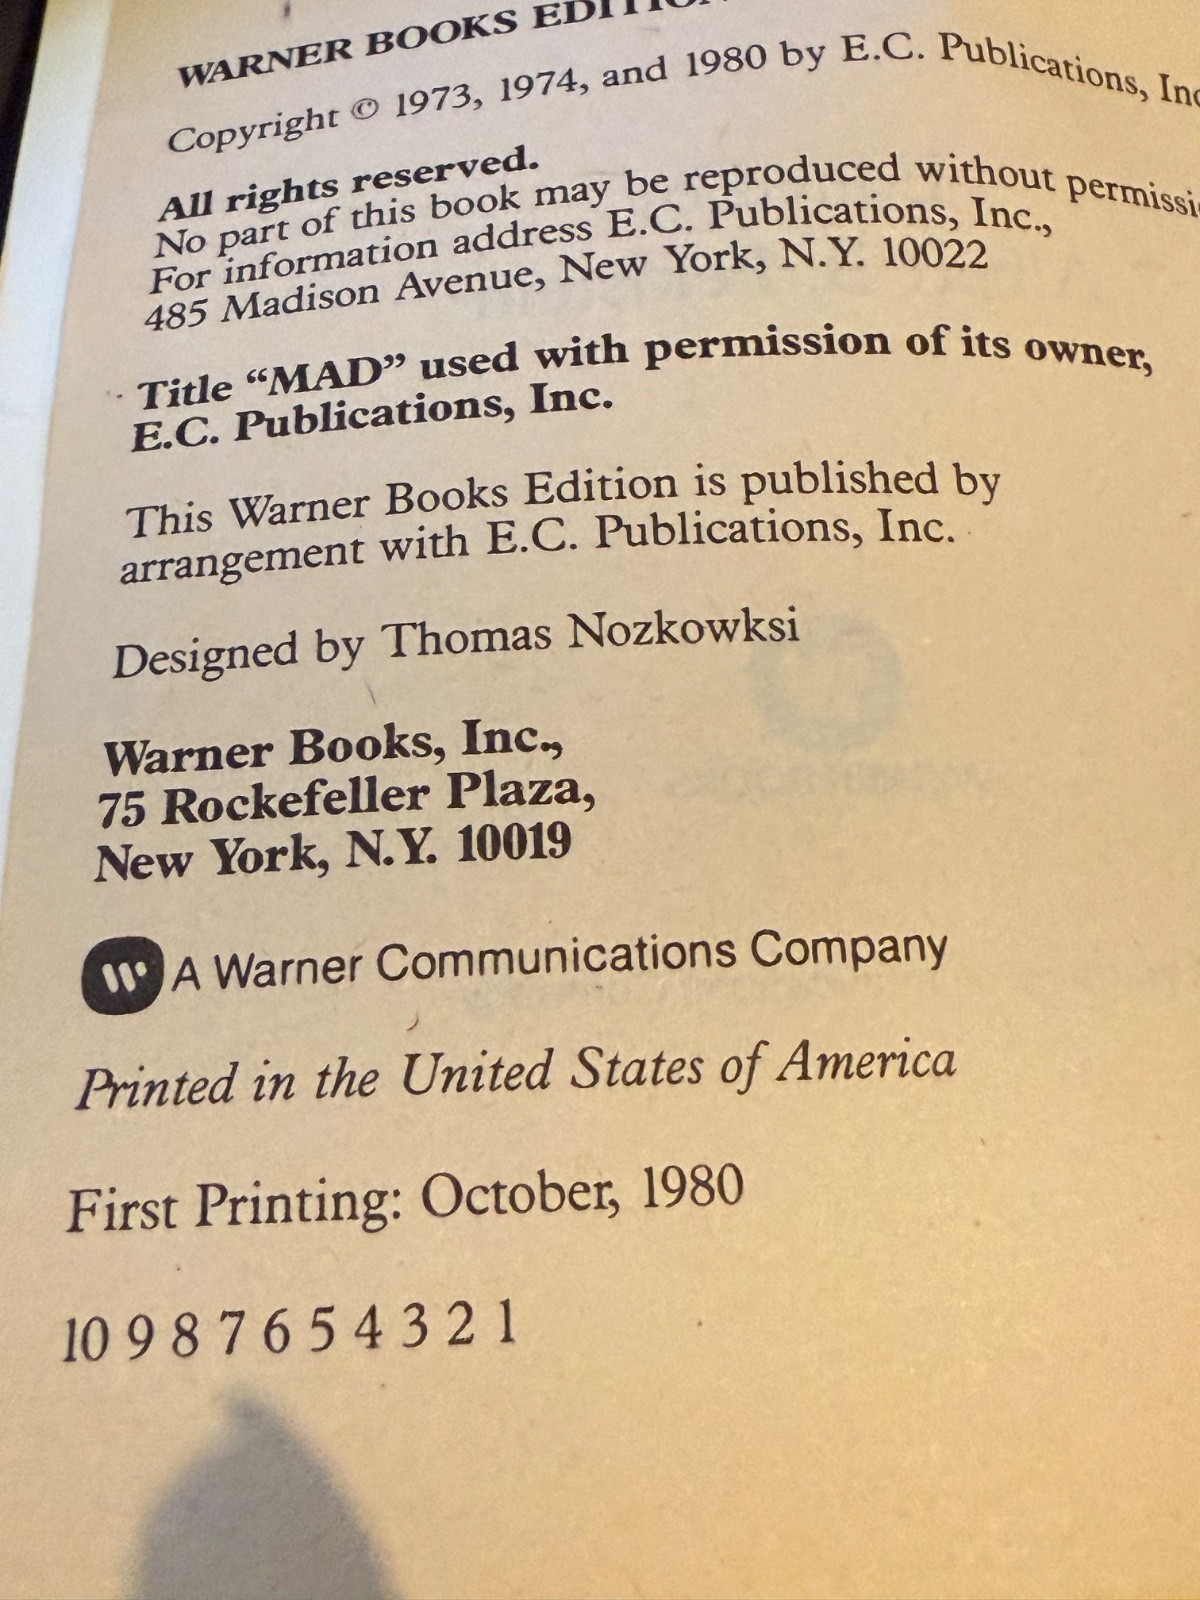 WARNER BOOKS EDITION
Copyright © 1973, 1974, and 1980 by E.C. Publications, Inc
All rights reserved.
No part of this book may be reproduced without permissi
For information address E.C. Publications, Inc.,
485 Madison Avenue, New York, N.Y. 10022
Title “MAD” used with permission of its owner,
E.C. Publications, Inc.
This Warner Books Edition is published by
arrangement with E.C. Publications, Inc.
Designed by Thomas Nozkowksi
Warner Books, Inc.,
75 Rockefeller Plaza,
New York, N.Y. 10019
A Warner Communications Company
Printed in the United States of America
First Printing: October, 1980
10 9 8 7 6 5 4 3 2 1